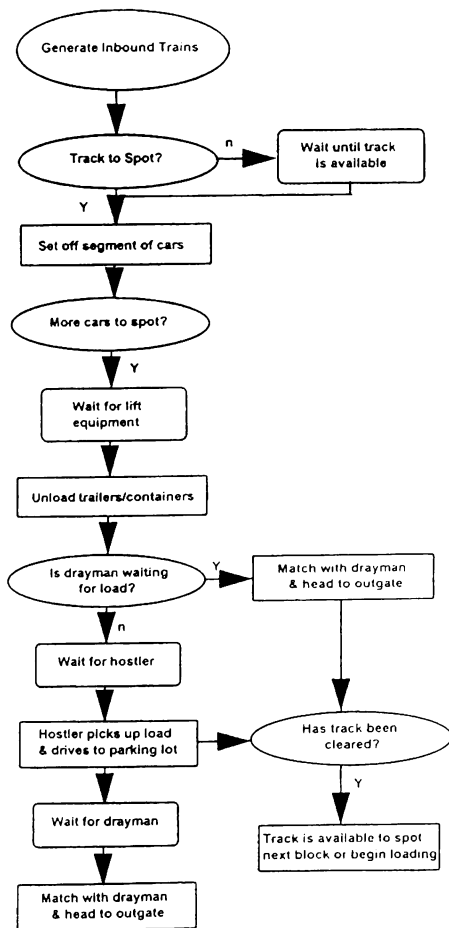 Generate Inbound Trains
Track to Spot?
n
Wait until track
is available
Y
Set off segment of cars
More cars to spot?
Y
Wait for lift
equipment
Unload trailers/containers
Is drayman waiting
for load?
Y
Match with drayman
& head to outgate
n
Wait for hostler
Hostler picks up load
& drives to parking lot
Has track been
cleared?
Y
Wait for drayman
Track is available to spot
next block or begin loading
Match with drayman
& head to outgate